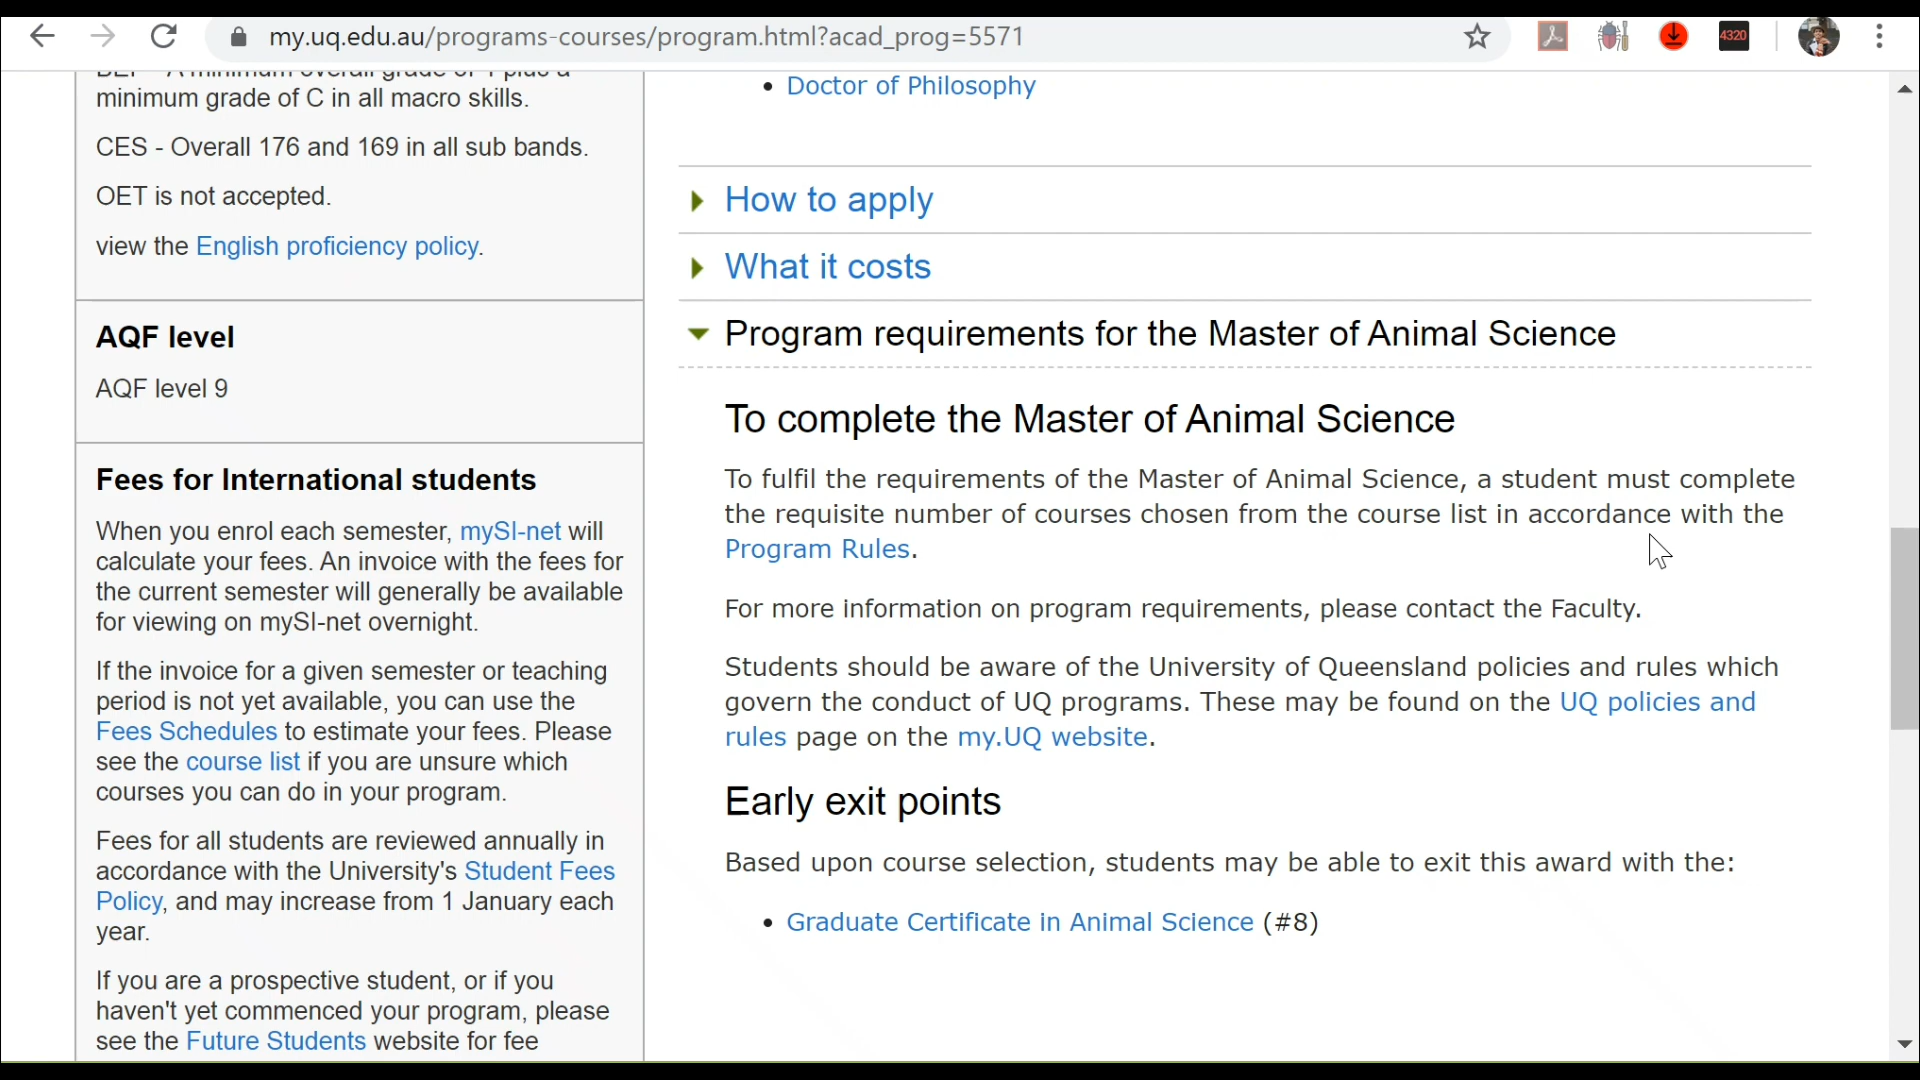 my.uq.edu.au/programs-courses/program.html?acad_prog=5571
4320
minimum grade of C in all macro skills.
CES - Overall 176 and 169 in all sub bands.
OET is not accepted.
view the English proficiency policy.
AQF level
AQF level 9
Fees for International students
When you enrol each semester, mySI-net will
calculate your fees. An invoice with the fees for
the current semester will generally be available
for viewing on mySI-net overnight.
If the invoice for a given semester or teaching
period is not yet available, you can use the
Fees Schedules to estimate your fees. Please
see the course list if you are unsure which
courses you can do in your program.
Fees for all students are reviewed annually in
accordance with the University's Student Fees
Policy, and may increase from 1 January each
year.
If you are a prospective student, or if you
haven't yet commenced your program, please
see the Future Students website for fee
• Doctor of Philosophy
How to apply
What it costs
Program requirements for the Master of Animal Science
To complete the Master of Animal Science
To fulfil the requirements of the Master of Animal Science, a student must complete
the requisite number of courses chosen from the course list in accordance with the
Program Rules.
For more information on program requirements, please contact the Faculty.
Students should be aware of the University of Queensland policies and rules which
govern the conduct of UQ programs. These may be found on the UQ policies and
rules page on the my.UQ website.
Early exit points
Based upon course selection, students may be able to exit this award with the:
• Graduate Certificate in Animal Science (#8)